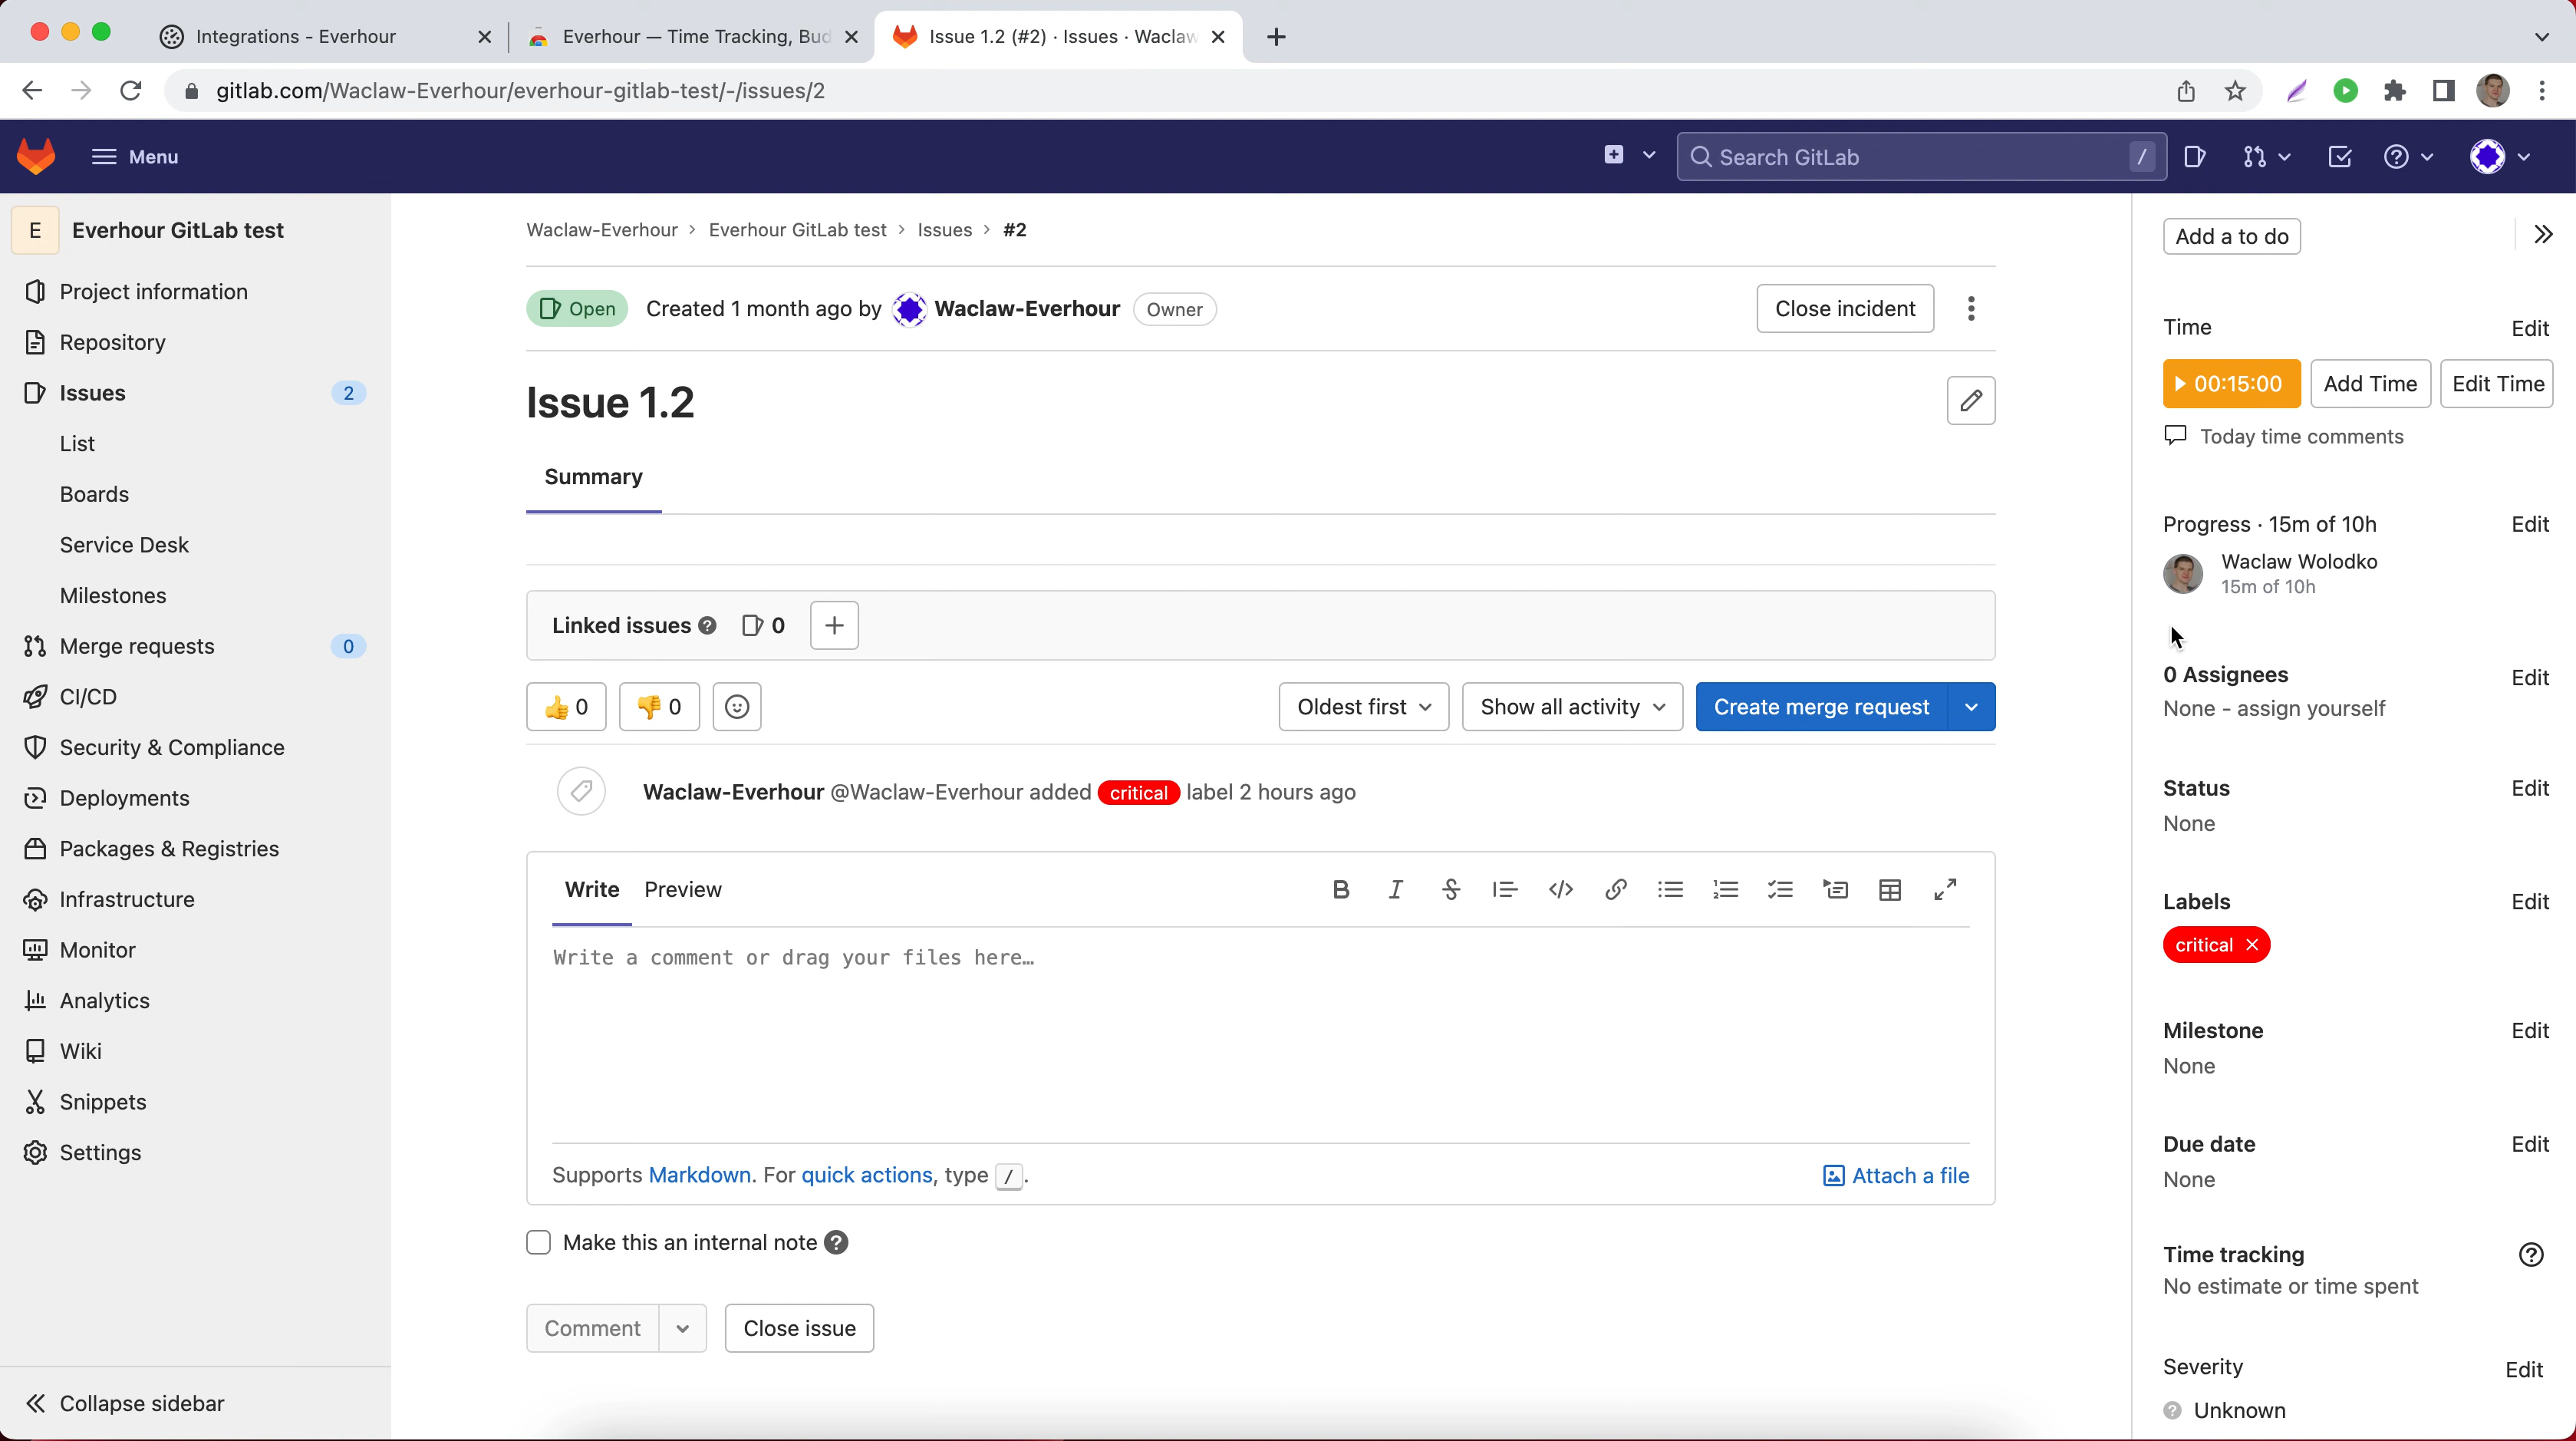 Integrations - Everhour
Everhour — Time Tracking, Bud
Issue 1.2 (#2) · Issues · Waclaw
gitlab.com/Waclaw-Everhour/everhour-gitlab-test/-/issues/2
Menu
Search GitLab
/
E Everhour GitLab test
Project information
Repository
Issues 2
List
Boards
Service Desk
Milestones
Merge requests 0
CI/CD
Security & Compliance
Deployments
Packages & Registries
Infrastructure
Monitor
Analytics
Wiki
Snippets
Settings
Collapse sidebar
Waclaw-Everhour › Everhour GitLab test › Issues › #2
Open Created 1 month ago by Waclaw-Everhour Owner
Close incident
Issue 1.2
Summary
Linked issues 0
👍 0 👎 0
Oldest first Show all activity Create merge request
Waclaw-Everhour @Waclaw-Everhour added critical label 2 hours ago
Write Preview
Write a comment or drag your files here…
Supports Markdown. For quick actions, type /.
Attach a file
Make this an internal note
Comment Close issue
Add a to do
Time Edit
00:15:00 Add Time Edit Time
Today time comments
Progress · 15m of 10h Edit
Waclaw Wolodko
15m of 10h
0 Assignees Edit
None - assign yourself
Status Edit
None
Labels Edit
critical
Milestone Edit
None
Due date Edit
None
Time tracking
No estimate or time spent
Severity Edit
Unknown